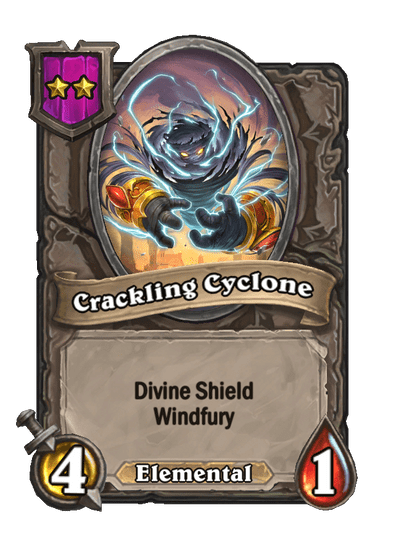 Crackling Cyclone
Divine Shield
Windfury
4
Elemental
1